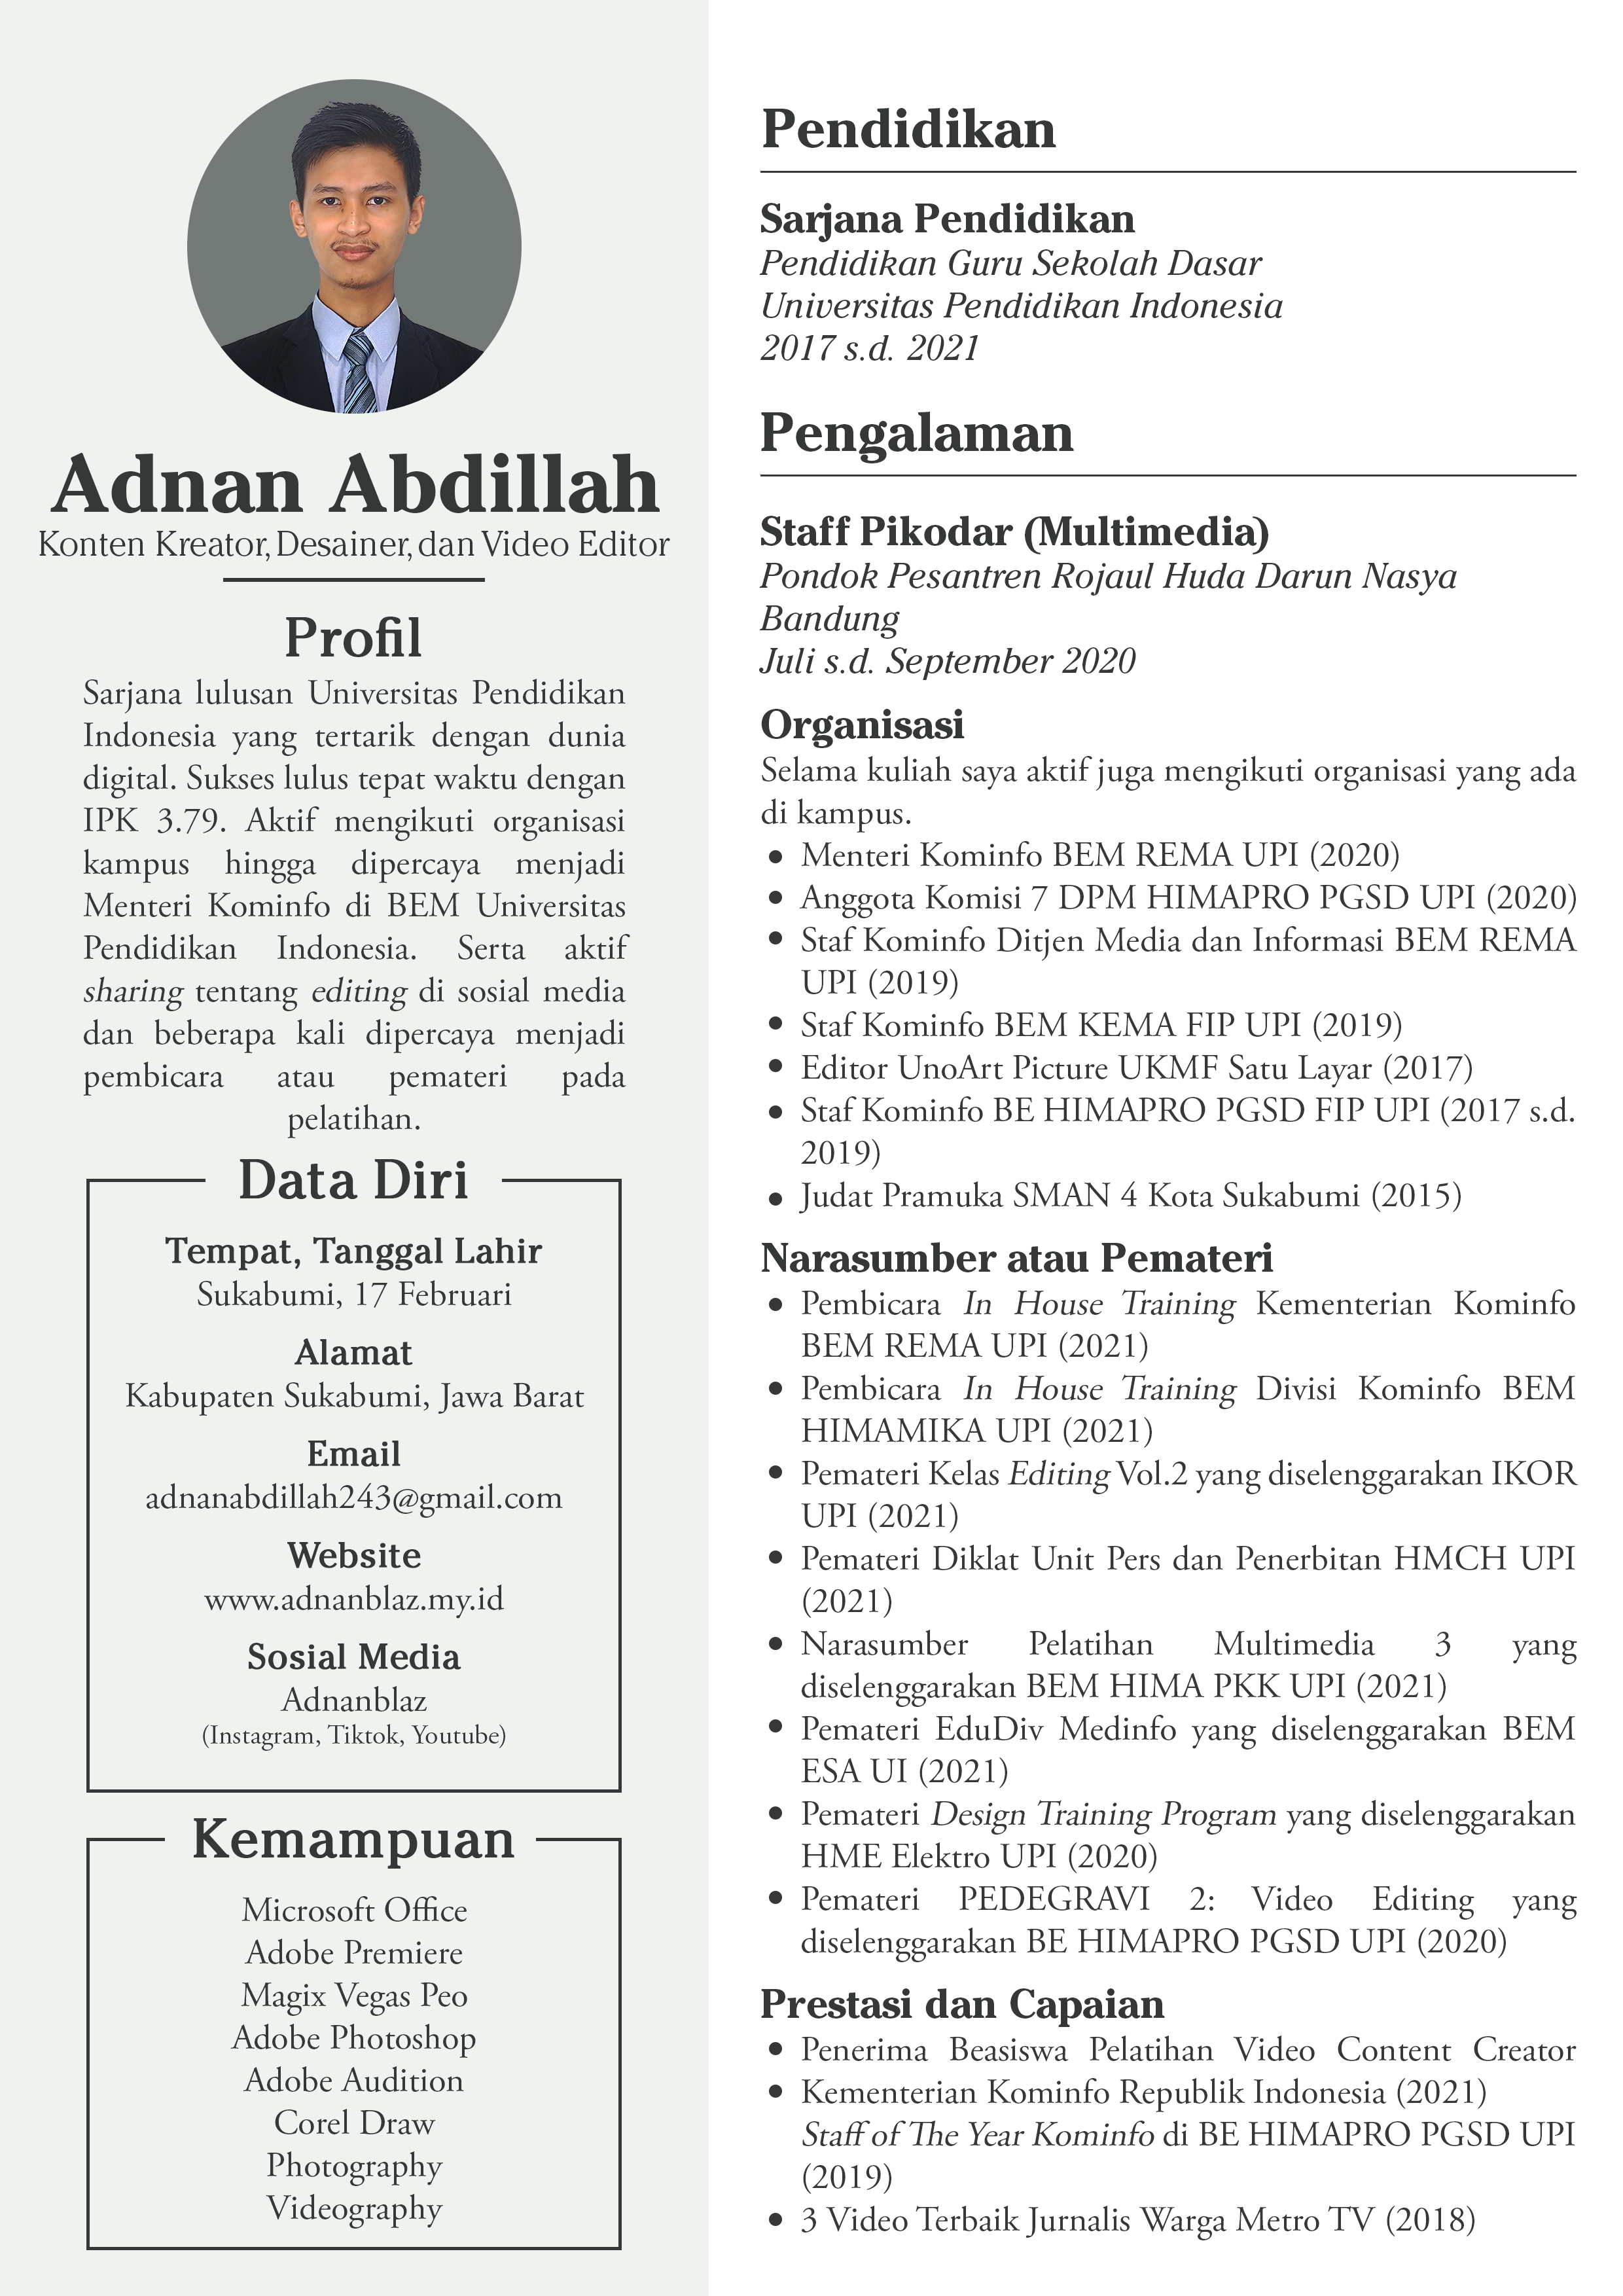 Adnan Abdillah
Konten Kreator, Desainer, dan Video Editor
Profil
Sarjana lulusan Universitas Pendidikan
Indonesia yang tertarik dengan dunia
digital. Sukses lulus tepat waktu dengan
IPK 3.79. Aktif mengikuti organisasi
kampus hingga dipercaya menjadi
Menteri Kominfo di BEM Universitas
Pendidikan Indonesia. Serta aktif
sharing tentang editing di sosial media
dan beberapa kali dipercaya menjadi
pembicara atau pemateri pada
pelatihan.
Data Diri
Tempat, Tanggal Lahir
Sukabumi, 17 Februari
Alamat
Kabupaten Sukabumi, Jawa Barat
Email
adnanabdillah243@gmail.com
Website
www.adnanblaz.my.id
Sosial Media
Adnanblaz
(Instagram, Tiktok, Youtube)
Kemampuan
Microsoft Office
Adobe Premiere
Magix Vegas Peo
Adobe Photoshop
Adobe Audition
Corel Draw
Photography
Videography
Pendidikan
Sarjana Pendidikan
Pendidikan Guru Sekolah Dasar
Universitas Pendidikan Indonesia
2017 s.d. 2021
Pengalaman
Staff Pikodar (Multimedia)
Pondok Pesantren Rojaul Huda Darun Nasya
Bandung
Juli s.d. September 2020
Organisasi
Selama kuliah saya aktif juga mengikuti organisasi yang ada
di kampus.
• Menteri Kominfo BEM REMA UPI (2020)
• Anggota Komisi 7 DPM HIMAPRO PGSD UPI (2020)
• Staf Kominfo Ditjen Media dan Informasi BEM REMA
UPI (2019)
• Staf Kominfo BEM KEMA FIP UPI (2019)
• Editor UnoArt Picture UKMF Satu Layar (2017)
• Staf Kominfo BE HIMAPRO PGSD FIP UPI (2017 s.d.
2019)
• Judat Pramuka SMAN 4 Kota Sukabumi (2015)
Narasumber atau Pemateri
• Pembicara In House Training Kementerian Kominfo
BEM REMA UPI (2021)
• Pembicara In House Training Divisi Kominfo BEM
HIMAMIKA UPI (2021)
• Pemateri Kelas Editing Vol.2 yang diselenggarakan IKOR
UPI (2021)
• Pemateri Diklat Unit Pers dan Penerbitan HMCH UPI
(2021)
• Narasumber Pelatihan Multimedia 3 yang
diselenggarakan BEM HIMA PKK UPI (2021)
• Pemateri EduDiv Medinfo yang diselenggarakan BEM
ESA UI (2021)
• Pemateri Design Training Program yang diselenggarakan
HME Elektro UPI (2020)
• Pemateri PEDEGRAVI 2: Video Editing yang
diselenggarakan BE HIMAPRO PGSD UPI (2020)
Prestasi dan Capaian
• Penerima Beasiswa Pelatihan Video Content Creator
• Kementerian Kominfo Republik Indonesia (2021)
Staff of The Year Kominfo di BE HIMAPRO PGSD UPI
(2019)
• 3 Video Terbaik Jurnalis Warga Metro TV (2018)